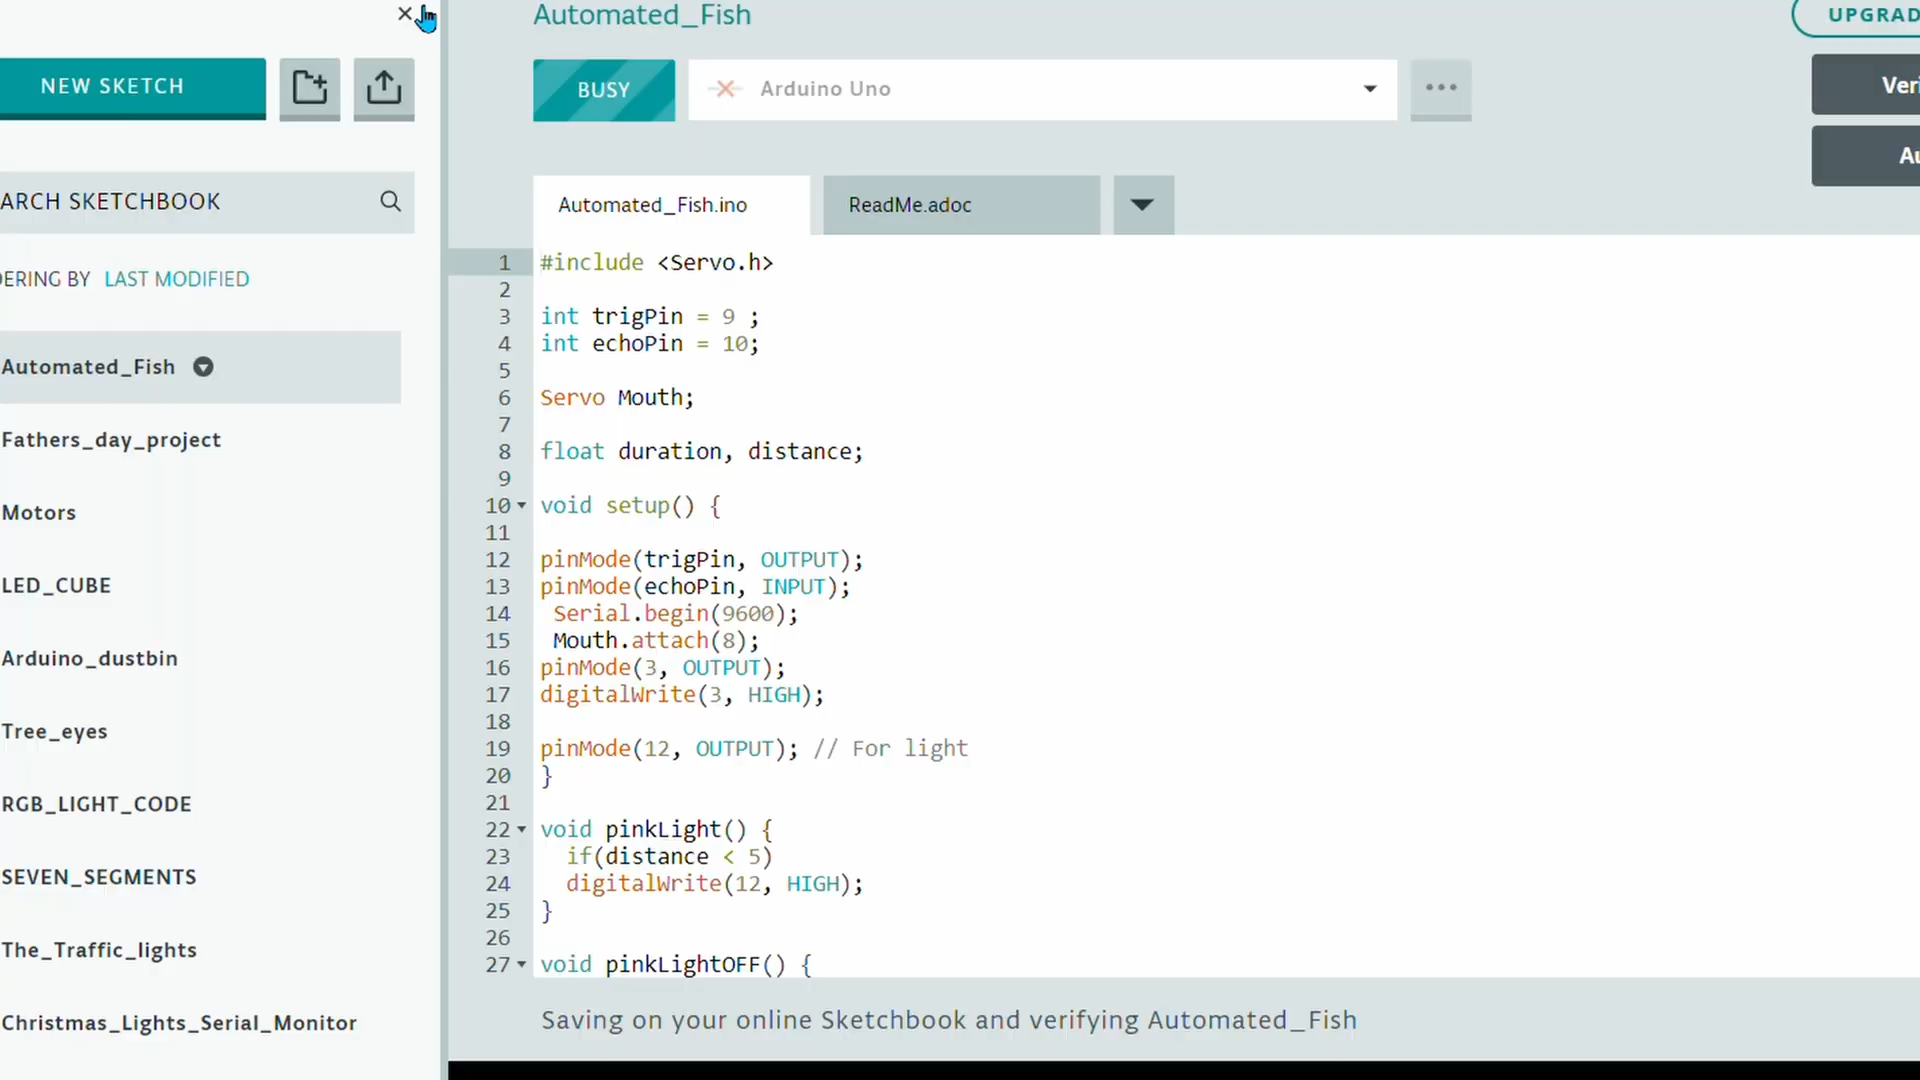 NEW SKETCH
ARCH SKETCHBOOK
DERING BY LAST MODIFIED
Automated_Fish
Fathers_day_project
Motors
LED_CUBE
Arduino_dustbin
Tree_eyes
RGB_LIGHT_CODE
SEVEN_SEGMENTS
The_Traffic_lights
Christmas_Lights_Serial_Monitor
Automated_Fish
UPGRAD
BUSY
Arduino Uno
Veri
Au
Automated_Fish.ino
ReadMe.adoc
1 #include <Servo.h>
2
3 int trigPin = 9 ;
4 int echoPin = 10;
5
6 Servo Mouth;
7
8 float duration, distance;
9
10 void setup() {
11
12 pinMode(trigPin, OUTPUT);
13 pinMode(echoPin, INPUT);
14 Serial.begin(9600);
15 Mouth.attach(8);
16 pinMode(3, OUTPUT);
17 digitalWrite(3, HIGH);
18
19 pinMode(12, OUTPUT); // For light
20 }
21
22 void pinkLight() {
23 if(distance < 5)
24 digitalWrite(12, HIGH);
25 }
26
27 void pinkLightOFF() {
Saving on your online Sketchbook and verifying Automated_Fish